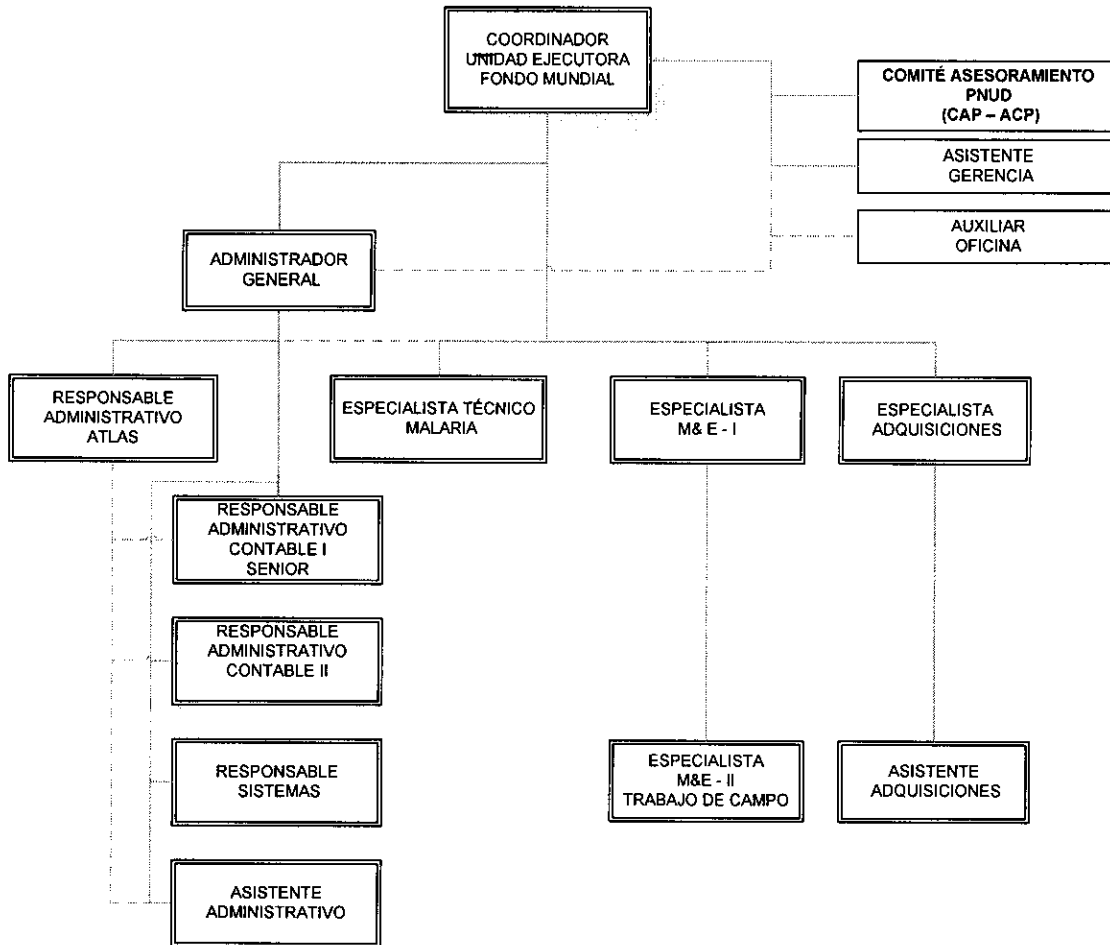 COORDINADOR
UNIDAD EJECUTORA
FONDO MUNDIAL
COMITÉ ASESORAMIENTO
PNUD
(CAP – ACP)
ASISTENTE
GERENCIA
AUXILIAR
OFICINA
ADMINISTRADOR
GENERAL
RESPONSABLE
ADMINISTRATIVO
ATLAS
ESPECIALISTA TÉCNICO
MALARIA
ESPECIALISTA
M& E - I
ESPECIALISTA
ADQUISICIONES
RESPONSABLE
ADMINISTRATIVO
CONTABLE I
SENIOR
RESPONSABLE
ADMINISTRATIVO
CONTABLE II
RESPONSABLE
SISTEMAS
ESPECIALISTA
M&E - II
TRABAJO DE CAMPO
ASISTENTE
ADQUISICIONES
ASISTENTE
ADMINISTRATIVO